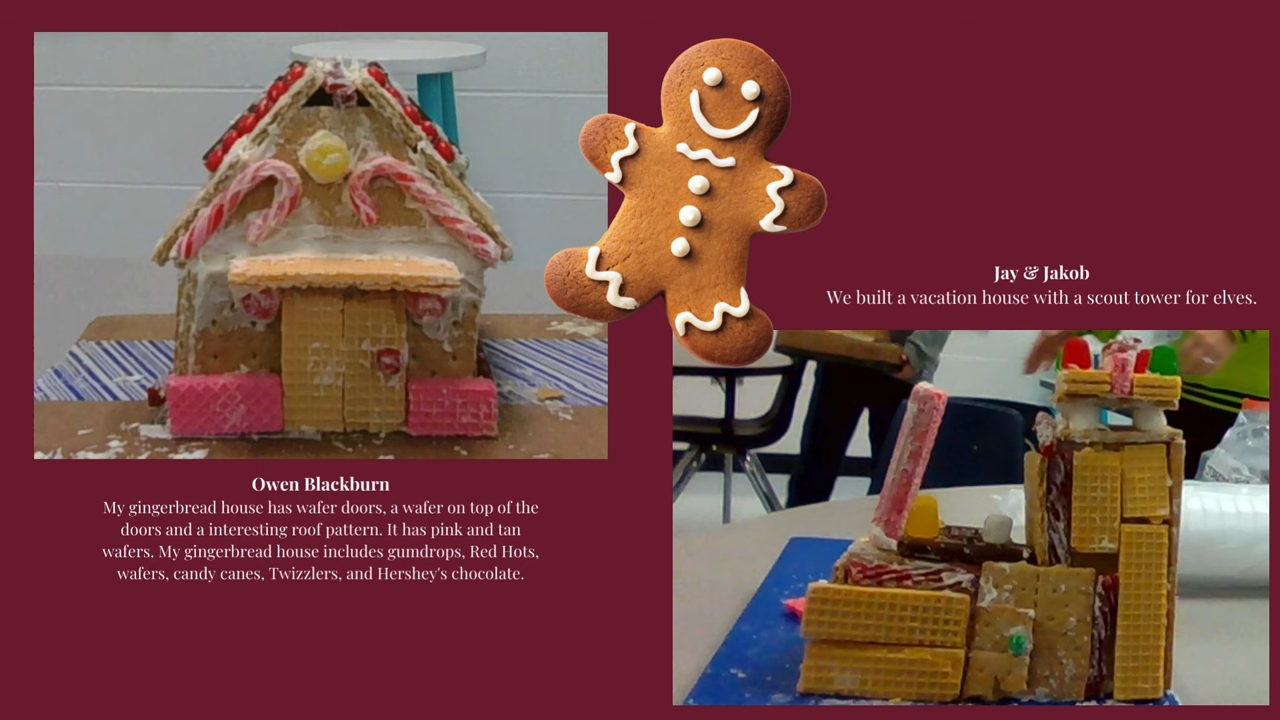 Owen Blackburn
My gingerbread house has wafer doors, a wafer on top of the
doors and a interesting roof pattern. It has pink and tan
wafers. My gingerbread house includes gumdrops, Red Hots,
wafers, candy canes, Twizzlers, and Hershey's chocolate.
Jay & Jakob
We built a vacation house with a scout tower for elves.